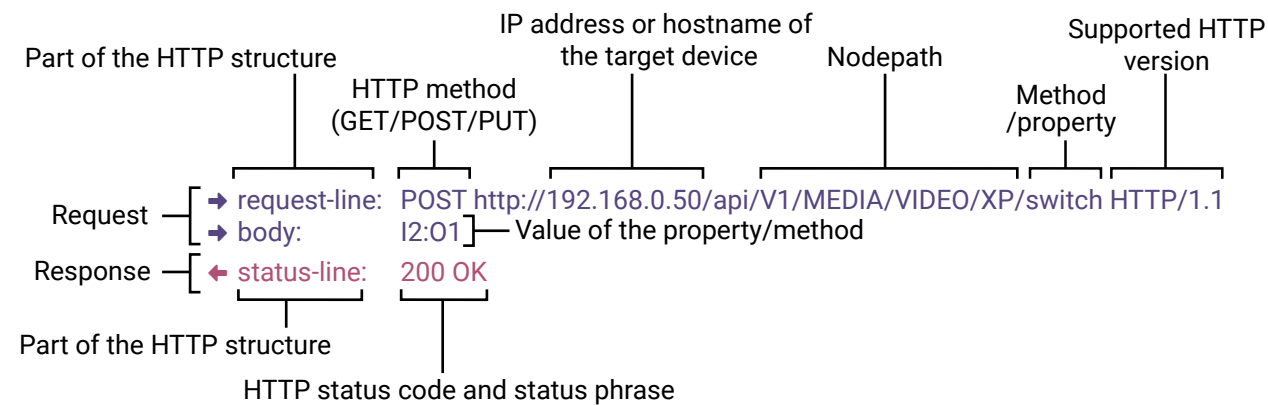 IP address or hostname of
the target device
Supported HTTP
version
Part of the HTTP structure
Nodepath
HTTP method
(GET/POST/PUT)
Method
/property
Request
➔ request-line: POST http://192.168.0.50/api/V1/MEDIA/VIDEO/XP/switch HTTP/1.1
➔ body: I2:O1 Value of the property/method
Response
🡄 status-line: 200 OK
Part of the HTTP structure
HTTP status code and status phrase